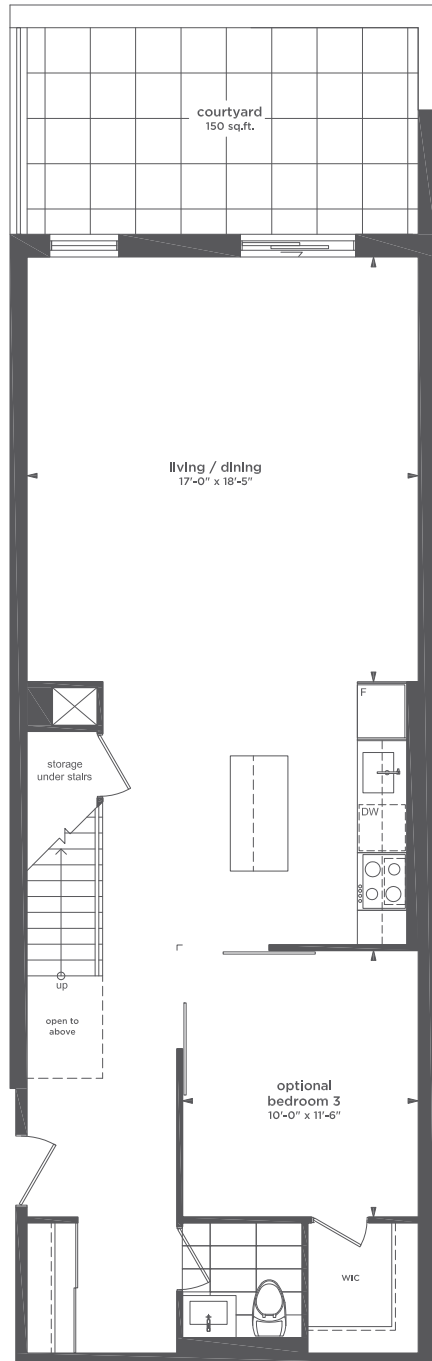 courtyard
150 sq.ft.
living / dining
17'-0" x 18'-5"
F
storage
under stairs
DW
up
open to
above
optional
bedroom 3
10'-0" x 11'-6"
WIC